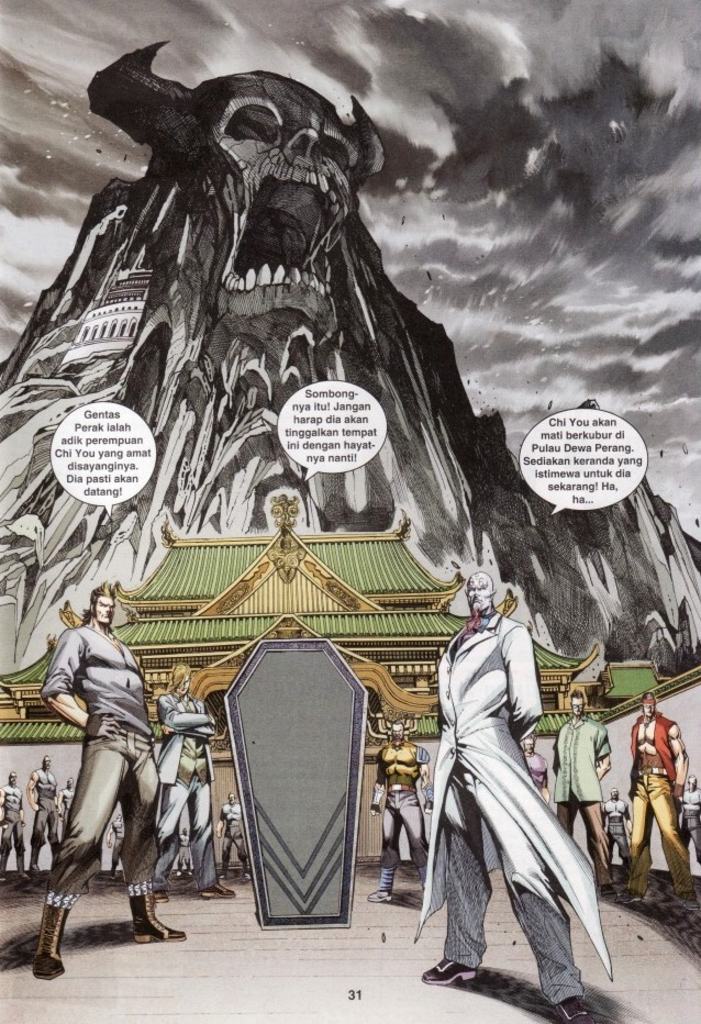 Gentas
Perak ialah
adik perempuan
Chi You yang amat
disayanginya.
Dia pasti akan
datang!
Sombong-
nya itu! Jangan
harap dia akan
tinggalkan tempat
ini dengan hayat-
nya nanti!
Chi You akan
mati berkubur di
Pulau Dewa Perang.
Sediakan keranda yang
istimewa untuk dia
sekarang! Ha,
ha...
31